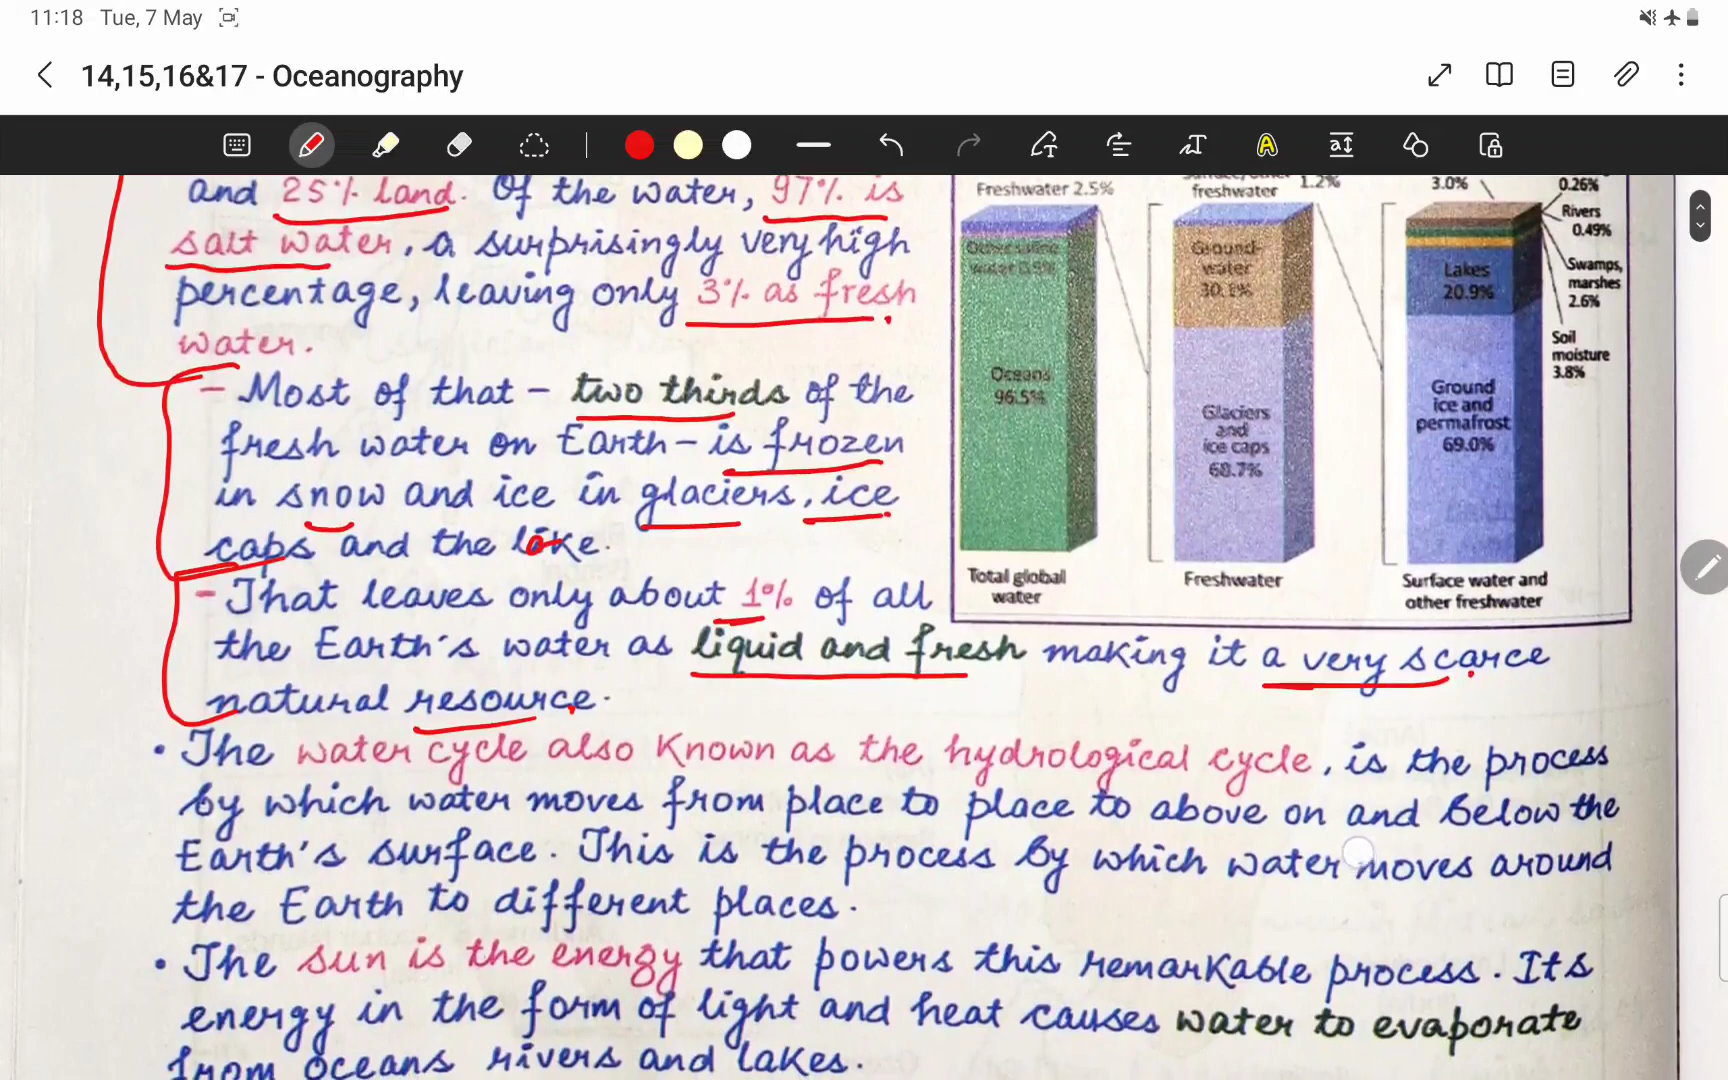 11:18 Tue, 7 May
14,15,16&17 - Oceanography
and 25% land. Of the water, 97% is
salt water, a surprisingly very high
percentage, leaving only 3% as fresh
water.
- Most of that - two thirds of the
fresh water on Earth - is frozen
in snow and ice in glaciers, ice
caps and the like.
- That leaves only about 1% of all
the Earth's water as liquid and fresh making it a very scarce
natural resource.
• The water cycle also known as the hydrological cycle, is the process
by which water moves from place to place to above on and below the
Earth's surface. This is the process by which water moves around
the Earth to different places.
• The sun is the energy that powers this remarkable process. Its
energy in the form of light and heat causes water to evaporate
from oceans rivers and lakes.
Freshwater 2.5%
Oceans
96.5%
Total global
water
freshwater 1.2%
Ground-
water
30.1%
Glaciers
and
ice caps
68.7%
Freshwater
3.0%
0.26%
Rivers
0.49%
Swamps,
marshes
2.6%
Soil
moisture
3.8%
Lakes
20.9%
Ground
ice and
permafrost
69.0%
Surface water and
other freshwater